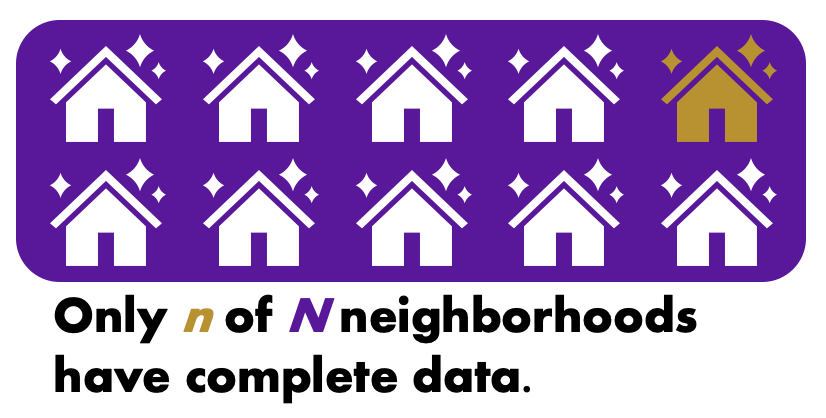 Only n of N neighborhoods
have complete data.